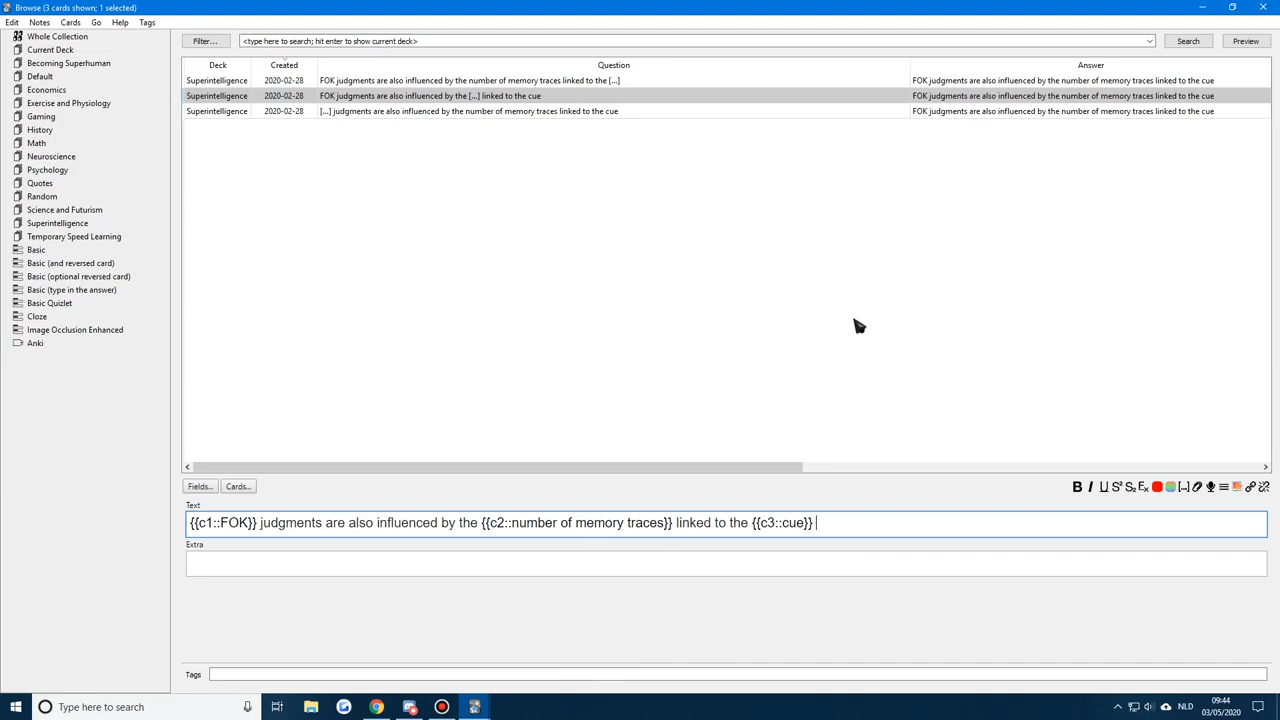 Browse (3 cards shown; 1 selected)
Edit Notes Cards Go Help Tags
Whole Collection
Current Deck
Becoming Superhuman
Default
Economics
Exercise and Physiology
Gaming
History
Math
Neuroscience
Psychology
Quotes
Random
Science and Futurism
Superintelligence
Temporary Speed Learning
Basic
Basic (and reversed card)
Basic (optional reversed card)
Basic (type in the answer)
Basic Quizlet
Cloze
Image Occlusion Enhanced
Anki
Filter... <type here to search; hit enter to show current deck> Search Preview
Deck Created Question Answer
Superintelligence 2020-02-28 FOK judgments are also influenced by the number of memory traces linked to the [...] FOK judgments are also influenced by the number of memory traces linked to the cue
Superintelligence 2020-02-28 FOK judgments are also influenced by the [...] linked to the cue FOK judgments are also influenced by the number of memory traces linked to the cue
Superintelligence 2020-02-28 [...] judgments are also influenced by the number of memory traces linked to the cue FOK judgments are also influenced by the number of memory traces linked to the cue
Fields... Cards... B I U S² S₂ Ex [...]
Text
{{c1::FOK}} judgments are also influenced by the {{c2::number of memory traces}} linked to the {{c3::cue}}
Extra
Tags
Type here to search NLD 09:44
03/05/2020